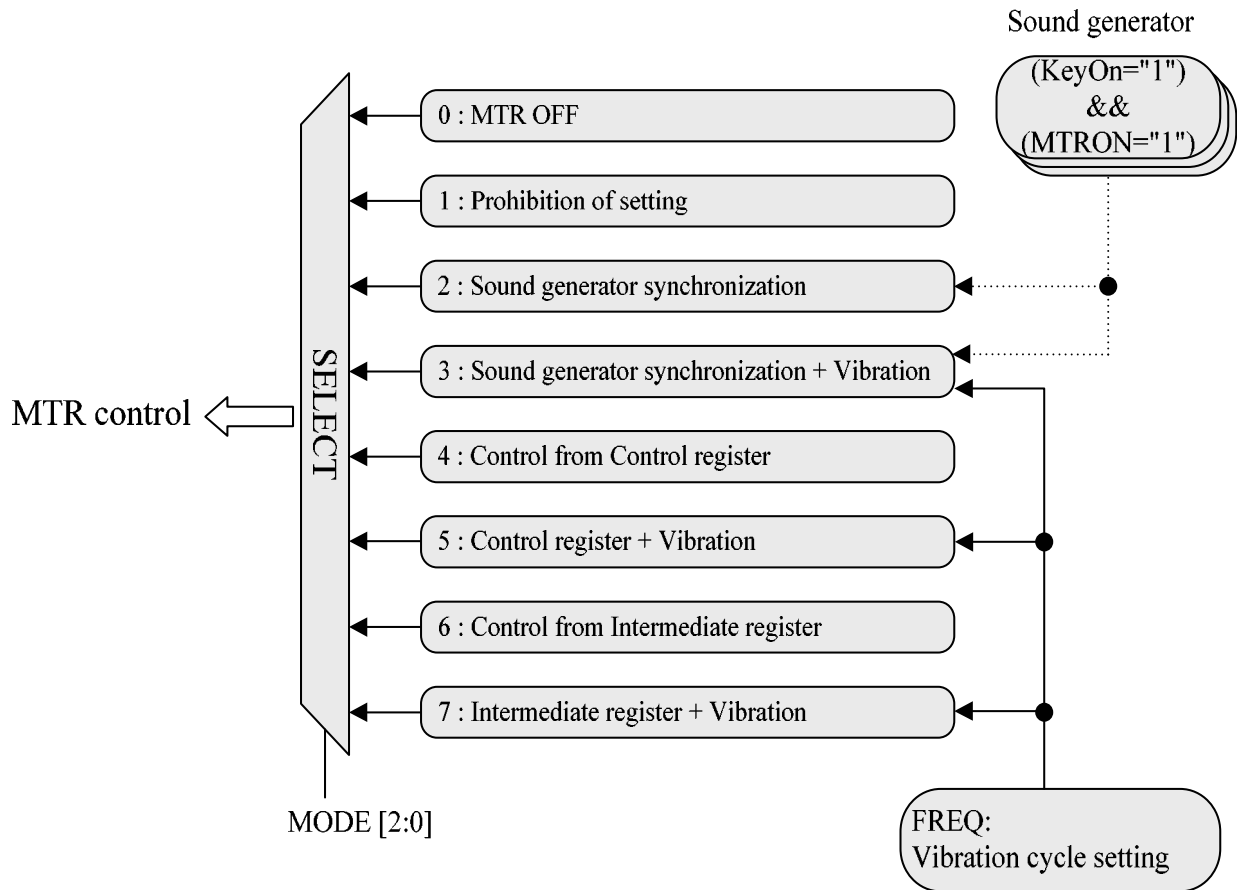 Sound generator
(KeyOn="1")
&&
(MTRON="1")
0 : MTR OFF
1 : Prohibition of setting
2 : Sound generator synchronization
3 : Sound generator synchronization + Vibration
SELECT
MTR control
4 : Control from Control register
5 : Control register + Vibration
6 : Control from Intermediate register
7 : Intermediate register + Vibration
MODE [2:0]
FREQ:
Vibration cycle setting